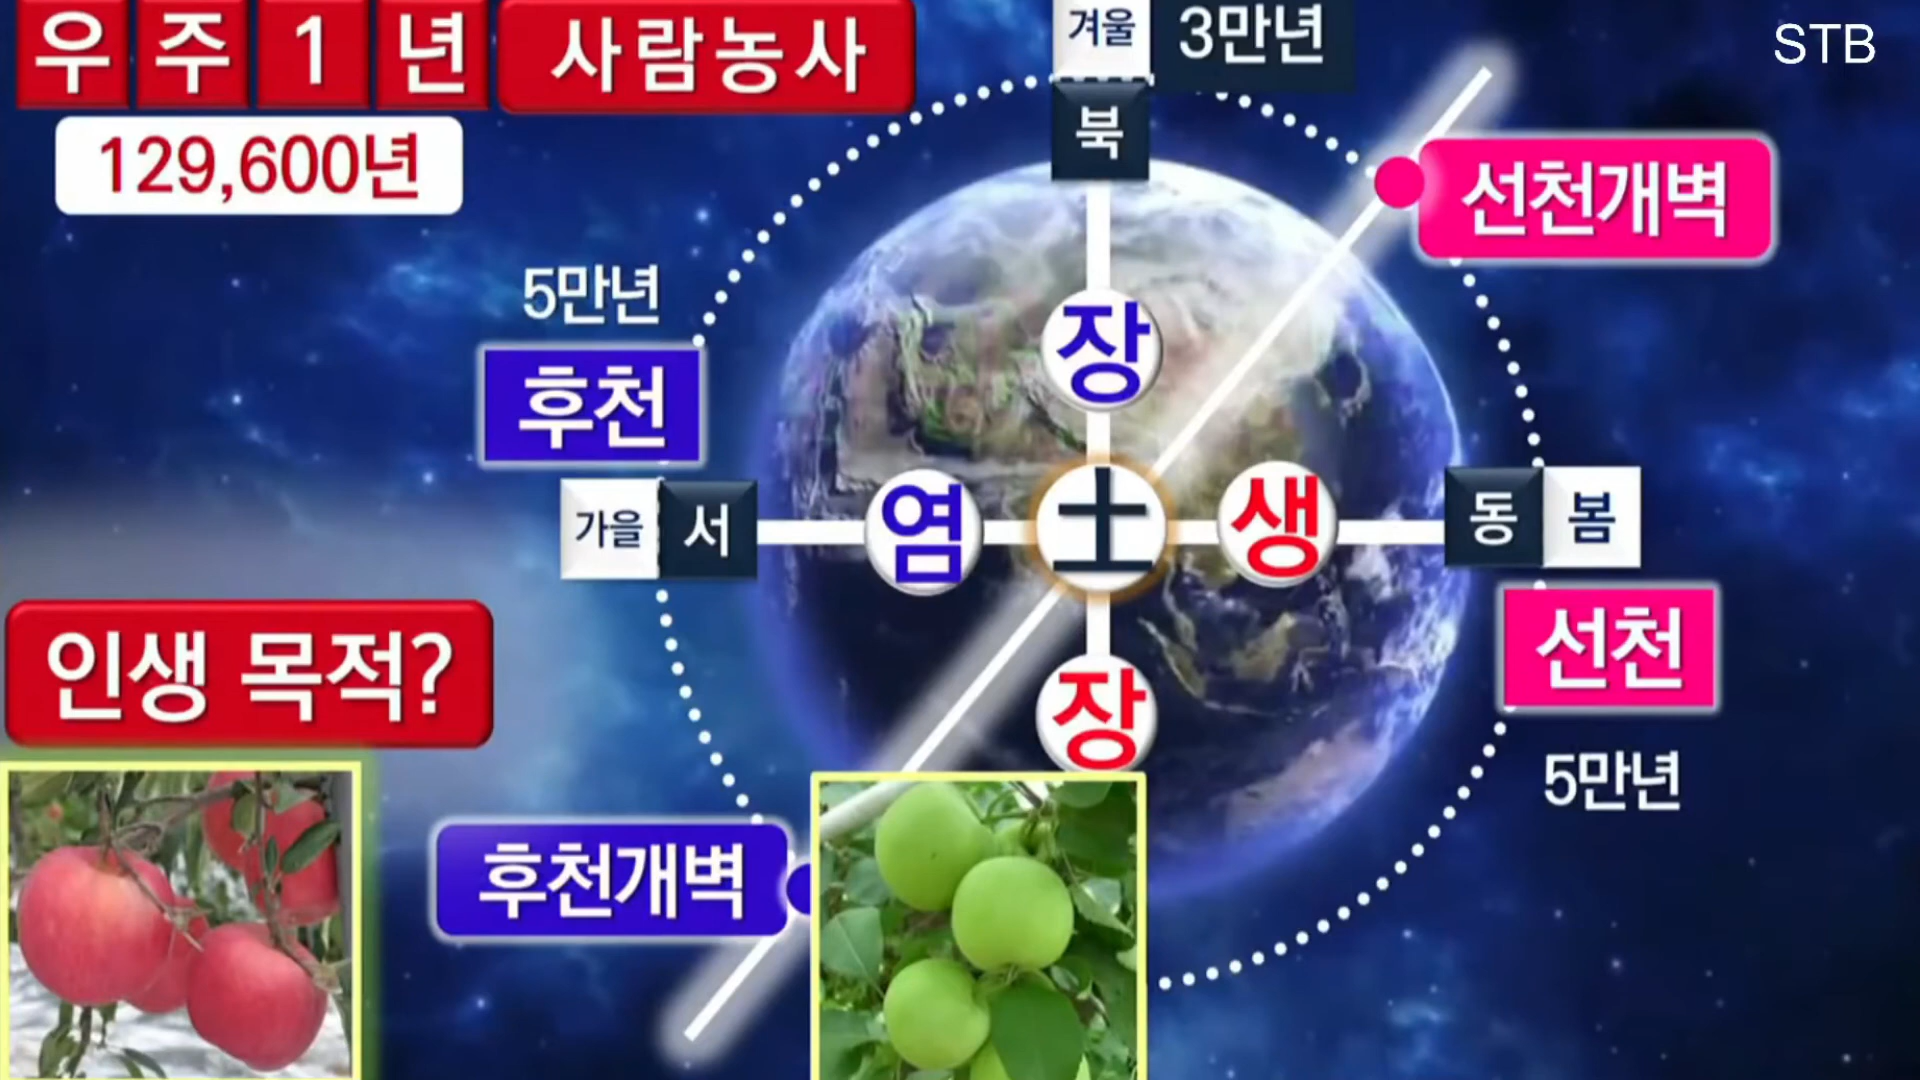 우주1년 사람농사
129,600년
겨울 3만년
STB
북
선천개벽
5만년
후천
장
가을 서 염 土 생 동 봄
선천
5만년
인생 목적?
장
후천개벽